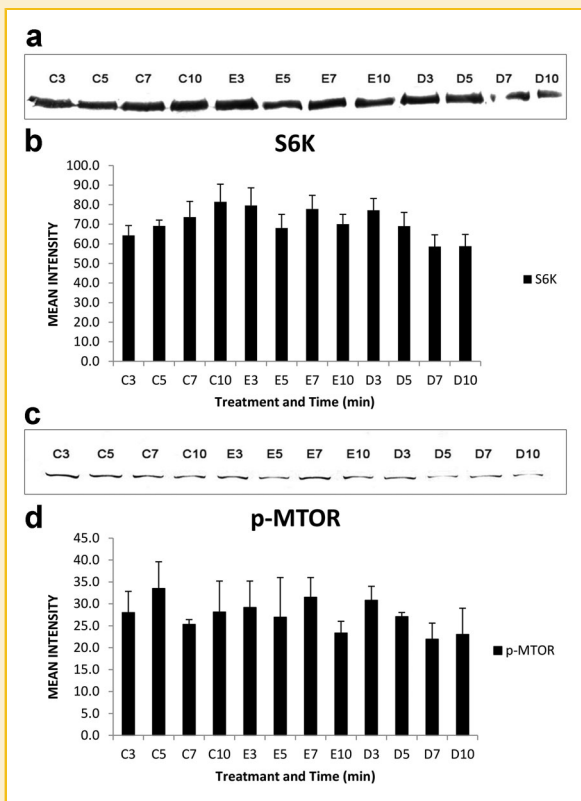 a
C3 C5 C7 C10 E3 E5 E7 E10 D3 D5 D7 D10
b
S6K
100.0
90.0
80.0
70.0
60.0
50.0
40.0
30.0
20.0
10.0
0.0
MEAN INTENSITY
S6K
C3 C5 C7 C10 E3 E5 E7 E10 D3 D5 D7 D10
Treatment and Time (min)
c
C3 C5 C7 C10 E3 E5 E7 E10 D3 D5 D7 D10
d
p-MTOR
45.0
40.0
35.0
30.0
25.0
20.0
15.0
10.0
5.0
0.0
MEAN INTENSITY
p-MTOR
C3 C5 C7 C10 E3 E5 E7 E10 D3 D5 D7 D10
Treatmant and Time (min)